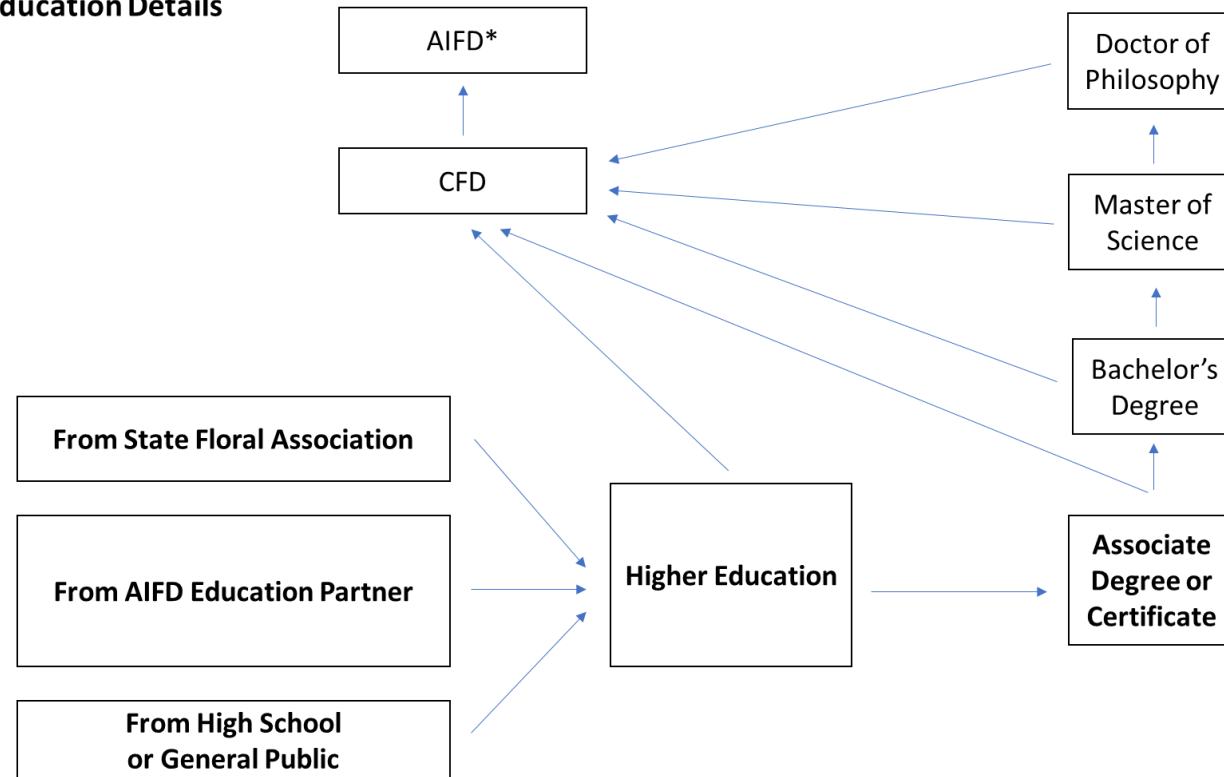 ducation Details
AIFD*
Doctor of
Philosophy
CFD
Master of
Science
Bachelor's
Degree
From State Floral Association
From AIFD Education Partner
Higher Education
Associate
Degree or
Certificate
From High School
or General Public